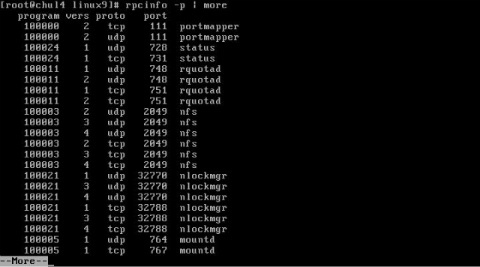 [root@chul4 linux9]# rpcinfo -p | more
program vers proto port
100000 2 tcp 111 portmapper
100000 2 udp 111 portmapper
100024 1 udp 728 status
100024 1 tcp 731 status
100011 1 udp 748 rquotad
100011 2 udp 748 rquotad
100011 1 tcp 751 rquotad
100011 2 tcp 751 rquotad
100003 2 udp 2049 nfs
100003 3 udp 2049 nfs
100003 4 udp 2049 nfs
100003 2 tcp 2049 nfs
100003 3 tcp 2049 nfs
100003 4 tcp 2049 nfs
100021 1 udp 32770 nlockmgr
100021 3 udp 32770 nlockmgr
100021 4 udp 32770 nlockmgr
100021 1 tcp 32788 nlockmgr
100021 3 tcp 32788 nlockmgr
100021 4 tcp 32788 nlockmgr
100005 1 udp 764 mountd
100005 1 tcp 767 mountd
--More--